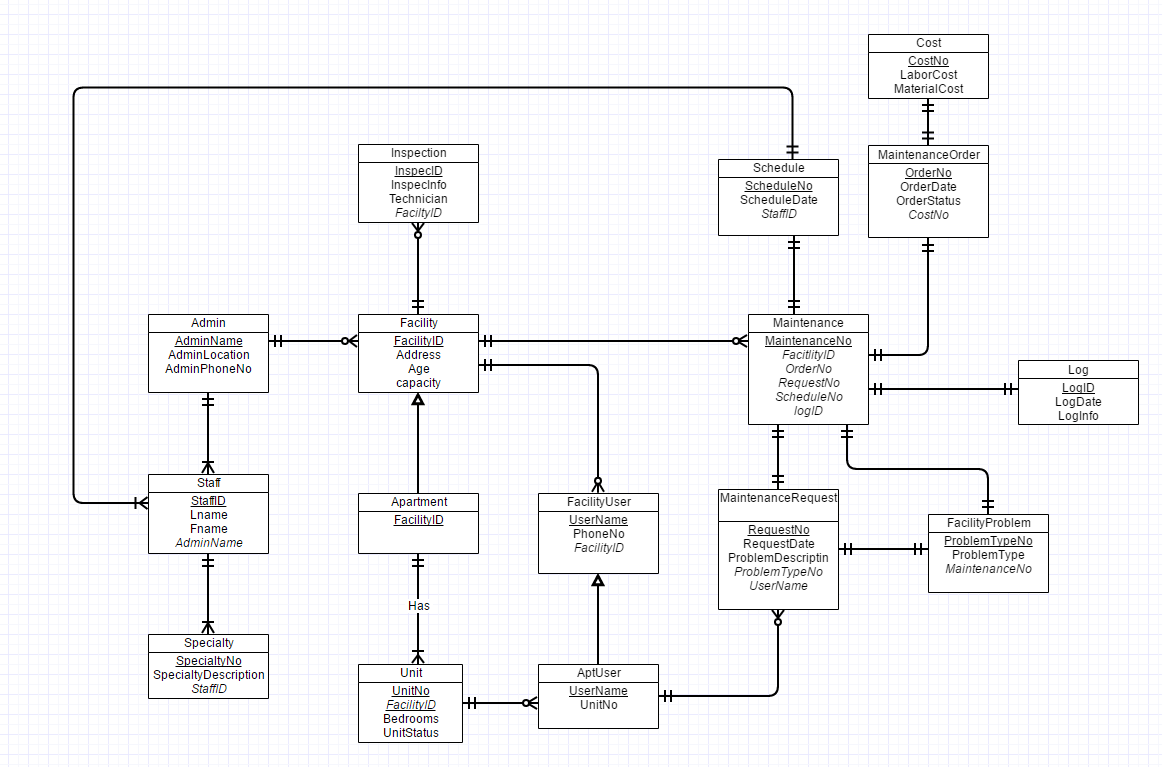 Cost
CostNo
LaborCost
MaterialCost
Inspection
InspecID
InspecInfo
Technician
FaciltyID
Schedule
ScheduleNo
ScheduleDate
StaffID
MaintenanceOrder
OrderNo
OrderDate
OrderStatus
CostNo
Admin
AdminName
AdminLocation
AdminPhoneNo
Facility
FacilityID
Address
Age
capacity
Maintenance
MaintenanceNo
FacitlityID
OrderNo
RequestNo
ScheduleNo
logID
Log
LogID
LogDate
LogInfo
Staff
StaffID
Lname
Fname
AdminName
Apartment
FacilityID
FacilityUser
UserName
PhoneNo
FacilityID
MaintenanceRequest
RequestNo
RequestDate
ProblemDescriptin
ProblemTypeNo
UserName
FacilityProblem
ProblemTypeNo
ProblemType
MaintenanceNo
Has
Specialty
SpecialtyNo
SpecialtyDescription
StaffID
Unit
UnitNo
FacilityID
Bedrooms
UnitStatus
AptUser
UserName
UnitNo